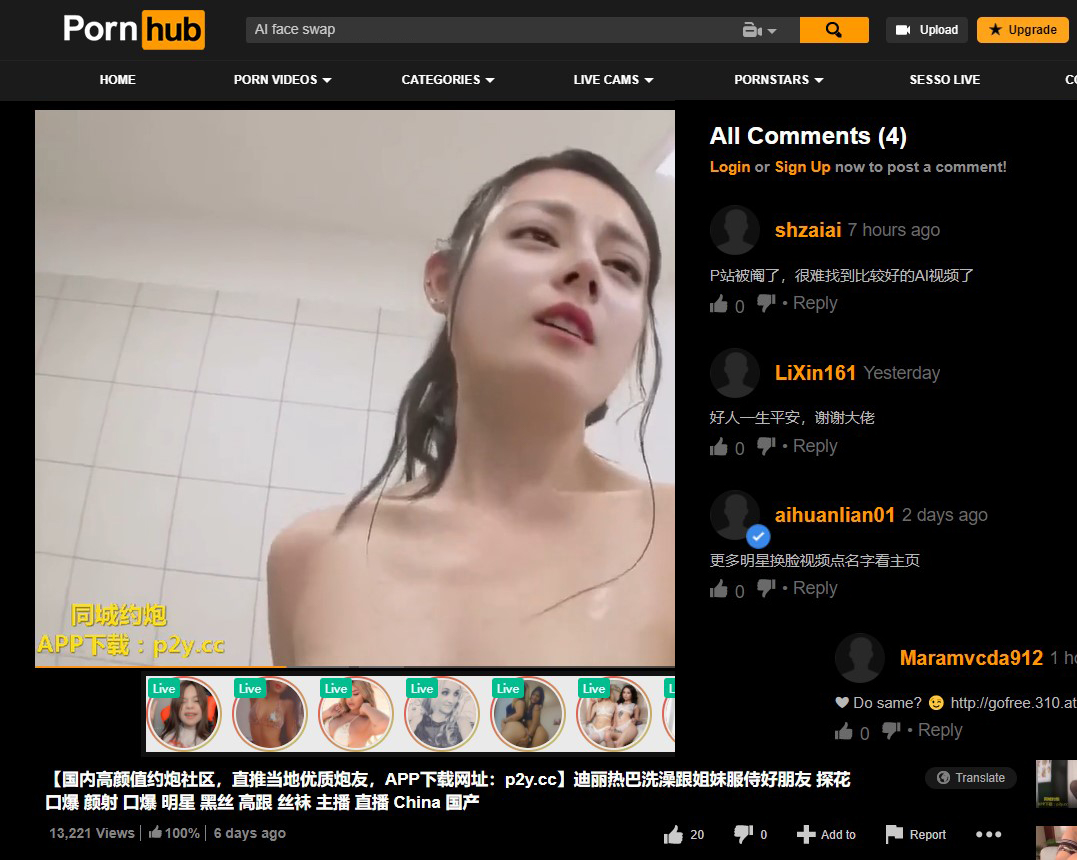 Pornhub
AI face swap
Upload
Upgrade
HOME
PORN VIDEOS
CATEGORIES
LIVE CAMS
PORNSTARS
SESSO LIVE
同城约炮
APP下载：p2y.cc
All Comments (4)
Login or Sign Up now to post a comment!
shzaiai 7 hours ago
P站被阉了，很难找到比较好的AI视频了
0 • Reply
LiXin161 Yesterday
好人一生平安，谢谢大佬
0 • Reply
aihuanlian01 2 days ago
更多明星换脸视频点名字看主页
0 • Reply
Maramvcda912
Do same? 😉 http://gofree.310.at
0 • Reply
Live
Live
Live
Live
Live
Live
【国内高颜值约炮社区，直推当地优质炮友，APP下载网址：p2y.cc】迪丽热巴洗澡跟姐妹服侍好朋友 探花
口爆 颜射 口爆 明星 黑丝 高跟 丝袜 主播 直播 China 国产
Translate
13,221 Views 100% 6 days ago
20
0
Add to
Report